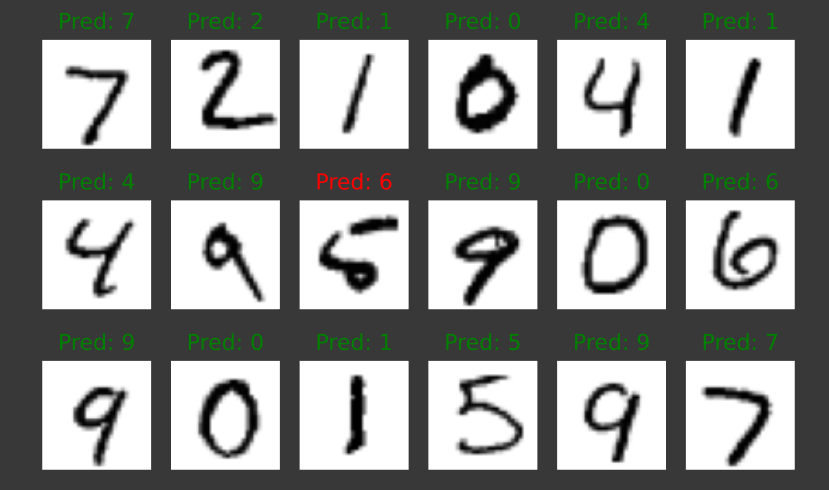 Pred: 7 Pred: 2 Pred: 1 Pred: 0 Pred: 4 Pred: 1
7 2 1 0 4 1
Pred: 4 Pred: 9 Pred: 6 Pred: 9 Pred: 0 Pred: 6
4 9 5 9 0 6
Pred: 9 Pred: 0 Pred: 1 Pred: 5 Pred: 9 Pred: 7
9 0 1 5 9 7